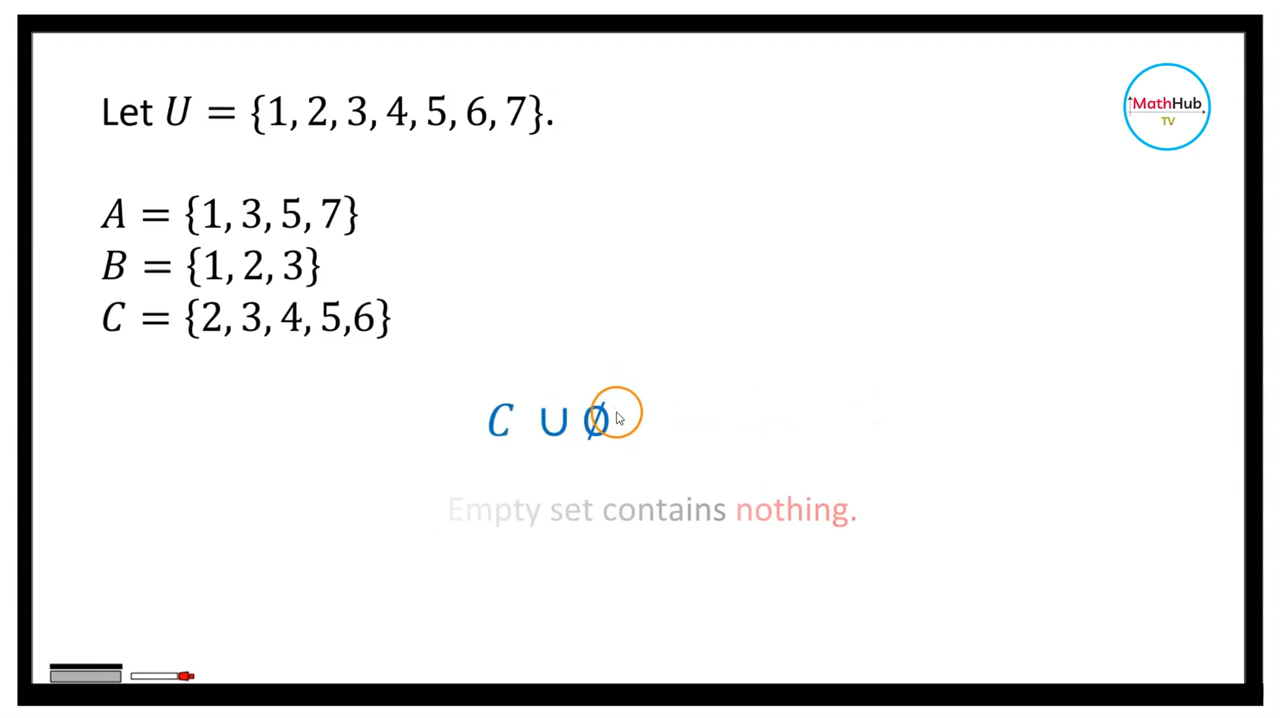 MathHub
TV
Let U = {1, 2, 3, 4, 5, 6, 7}.
A = {1, 3, 5, 7}
B = {1, 2, 3}
C = {2, 3, 4, 5,6}
C ∪ ∅
Empty set contains nothing.